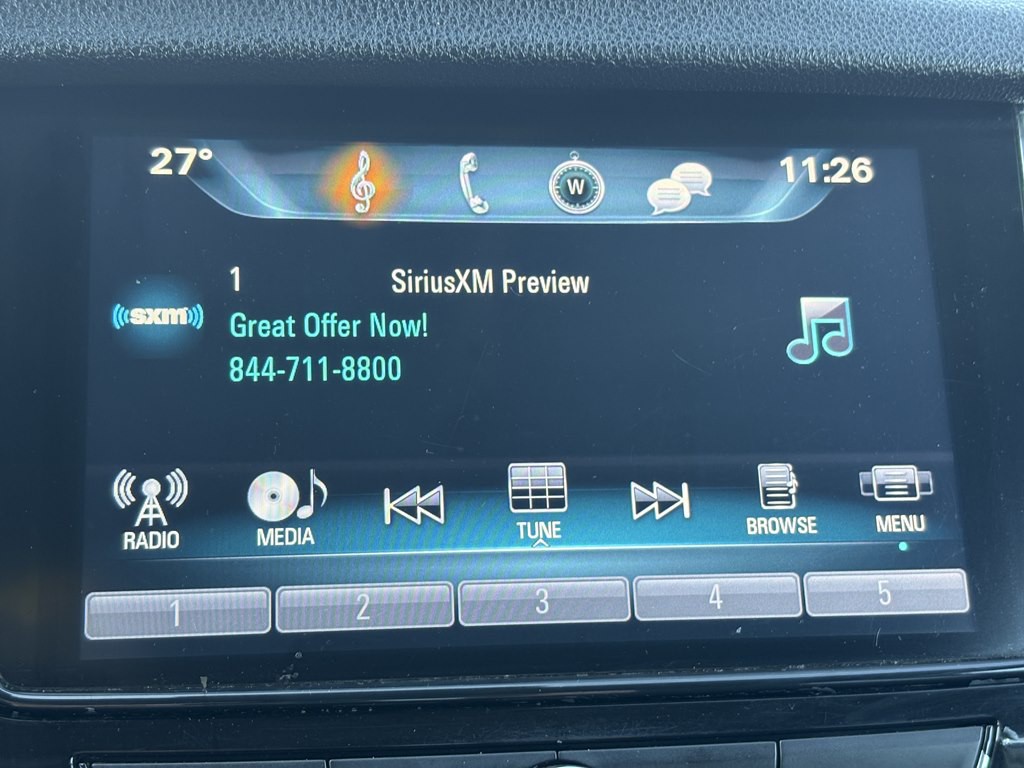 27° 11:26
W
1 SiriusXM Preview
((sxm))
Great Offer Now!
844-711-8800
RADIO MEDIA TUNE BROWSE MENU
1 2 3 4 5